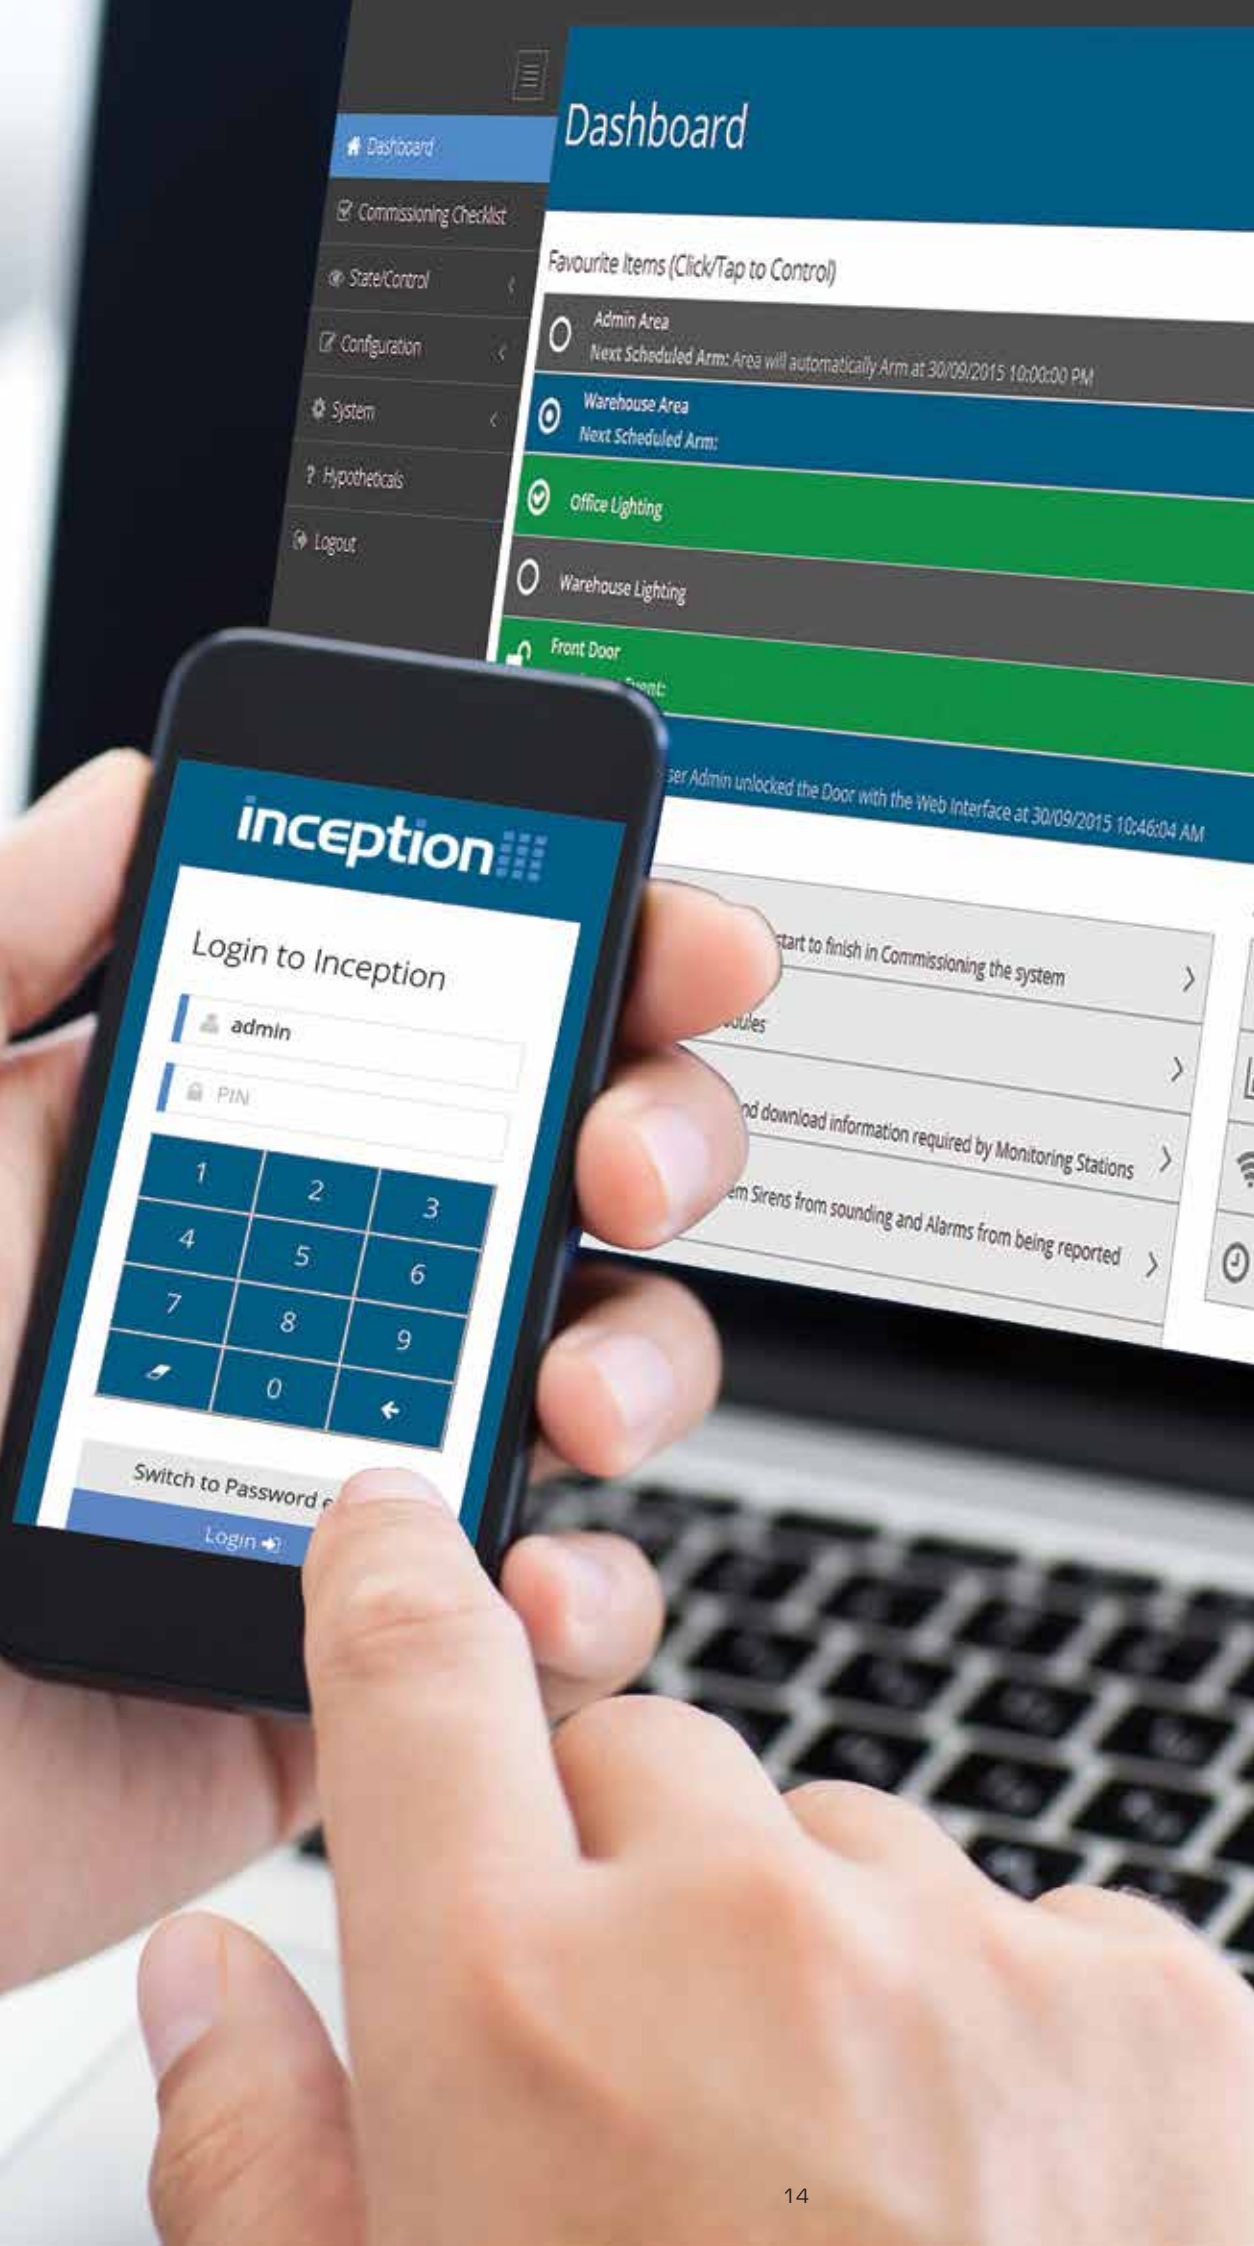 Dashboard
Dashboard
Commissioning Checklist
State/Control
Configuration
System
? Hypotheticals
Logout
Favourite Items (Click/Tap to Control)
Admin Area
Next Scheduled Arm: Area will automatically Arm at 30/09/2015 10:00:00 PM
Warehouse Area
Next Scheduled Arm:
Office Lighting
Warehouse Lighting
Front Door
Event:
Admin unlocked the Door with the Web Interface at 30/09/2015 10:46:04 AM
start to finish in Commissioning the system
download information required by Monitoring Stations
Sirens from sounding and Alarms from being reported
inception
Login to Inception
admin
PIN
1 2 3
4 5 6
7 8 9
0
Switch to Password
Login
14